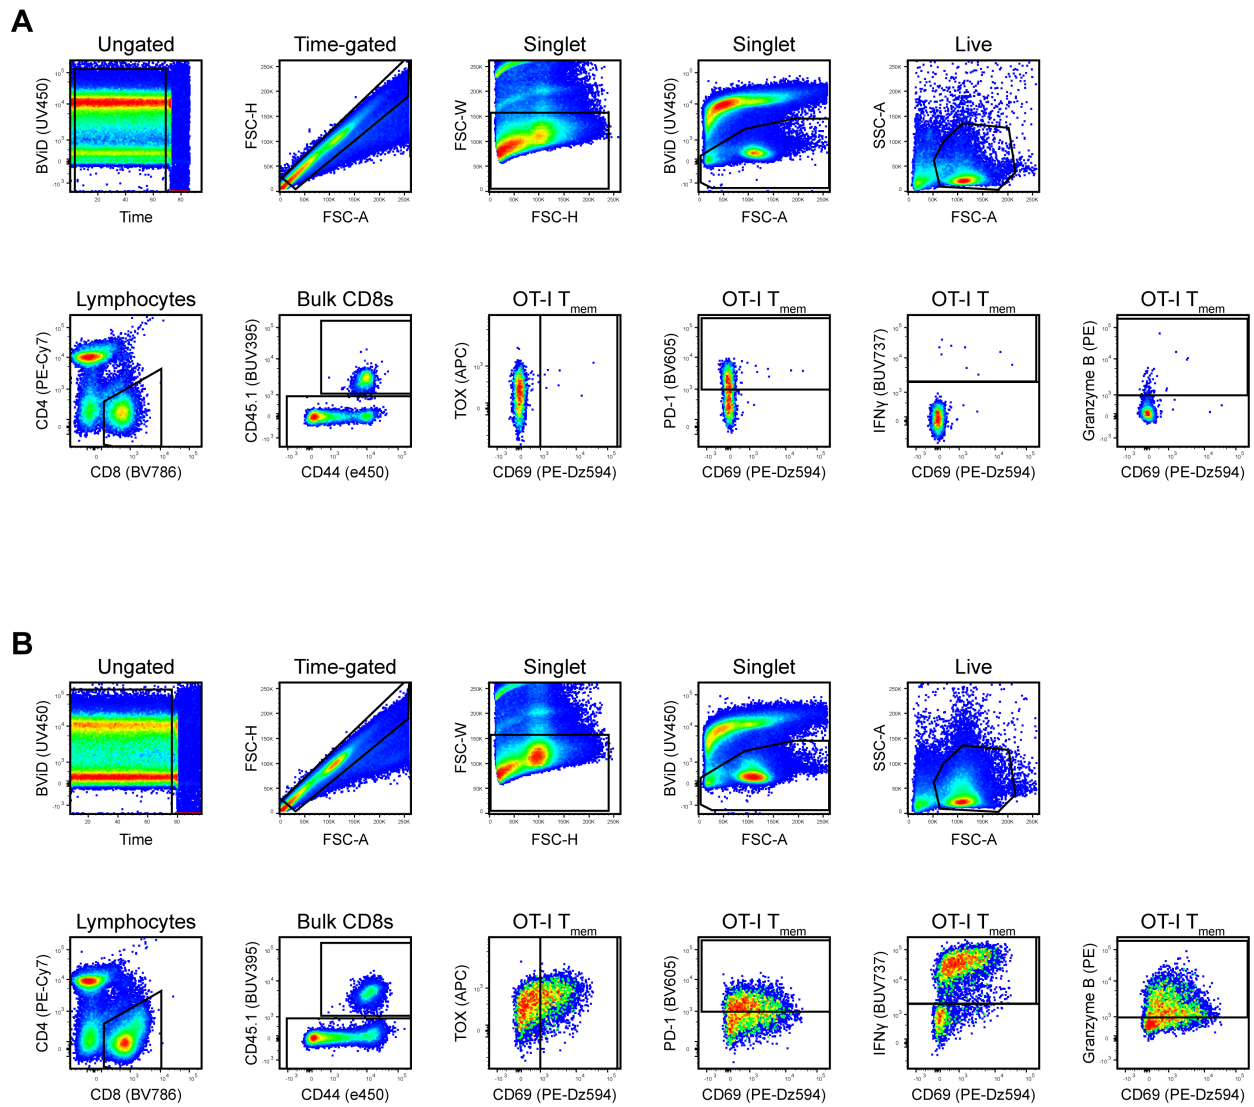 A
Ungated
Time-gated
Singlet
Singlet
Live
BViD (UV450)
FSC-H
FSC-W
BViD (UV450)
SSC-A
Time
FSC-A
FSC-H
FSC-A
FSC-A
Lymphocytes
Bulk CD8s
OT-I Tmem
OT-I Tmem
OT-I Tmem
OT-I Tmem
CD4 (PE-Cy7)
CD45.1 (BUV395)
TOX (APC)
PD-1 (BV605)
IFNγ (BUV737)
Granzyme B (PE)
CD8 (BV786)
CD44 (e450)
CD69 (PE-Dz594)
CD69 (PE-Dz594)
CD69 (PE-Dz594)
CD69 (PE-Dz594)
B
Ungated
Time-gated
Singlet
Singlet
Live
BViD (UV450)
FSC-H
FSC-W
BViD (UV450)
SSC-A
Time
FSC-A
FSC-H
FSC-A
FSC-A
Lymphocytes
Bulk CD8s
OT-I Tmem
OT-I Tmem
OT-I Tmem
OT-I Tmem
CD4 (PE-Cy7)
CD45.1 (BUV395)
TOX (APC)
PD-1 (BV605)
IFNγ (BUV737)
Granzyme B (PE)
CD8 (BV786)
CD44 (e450)
CD69 (PE-Dz594)
CD69 (PE-Dz594)
CD69 (PE-Dz594)
CD69 (PE-Dz594)